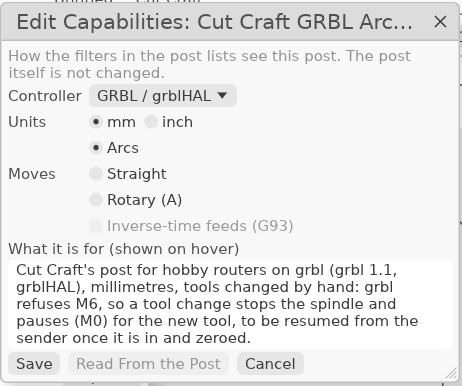 Edit Capabilities: Cut Craft GRBL Arc...
How the filters in the post lists see this post. The post
itself is not changed.
Controller GRBL / grblHAL
Units mm inch
Arcs
Moves Straight
Rotary (A)
Inverse-time feeds (G93)
What it is for (shown on hover)
Cut Craft's post for hobby routers on grbl (grbl 1.1,
grblHAL), millimetres, tools changed by hand: grbl
refuses M6, so a tool change stops the spindle and
pauses (M0) for the new tool, to be resumed from the
sender once it is in and zeroed.
Save Read From the Post Cancel